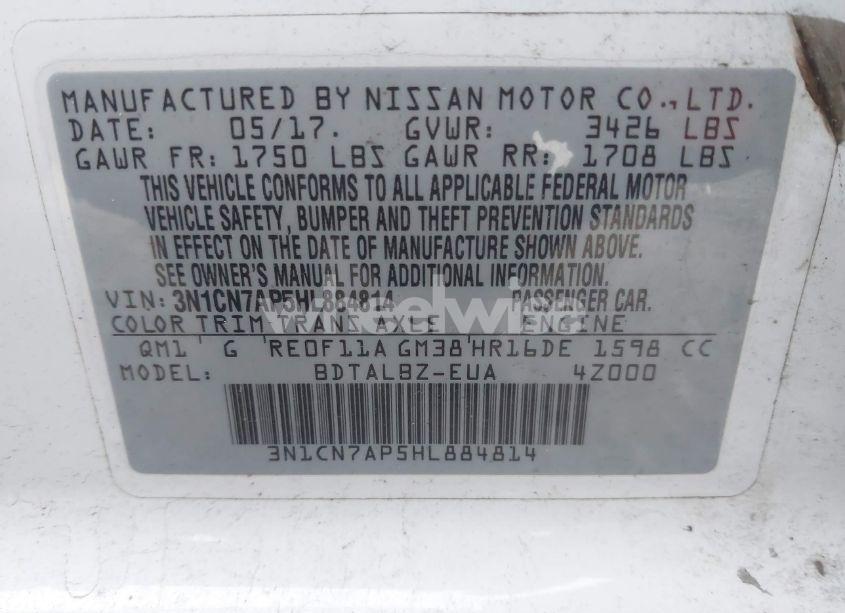 MANUFACTURED BY NISSAN MOTOR CO., LTD.
DATE: 05/17. GVWR: 3426 LBS
GAWR FR: 1750 LBS GAWR RR: 1708 LBS
THIS VEHICLE CONFORMS TO ALL APPLICABLE FEDERAL MOTOR
VEHICLE SAFETY, BUMPER AND THEFT PREVENTION STANDARDS
IN EFFECT ON THE DATE OF MANUFACTURE SHOWN ABOVE.
SEE OWNER'S MANUAL FOR ADDITIONAL INFORMATION.
VIN: 3N1CN7AP5HL884814 PASSENGER CAR.
COLOR TRIM TRANS AXLE ENGINE
QM1 G RE0F11A GM38 HR16DE 1598 CC
MODEL: BDTALBZ-EUA 4Z000
3N1CN7AP5HL884814